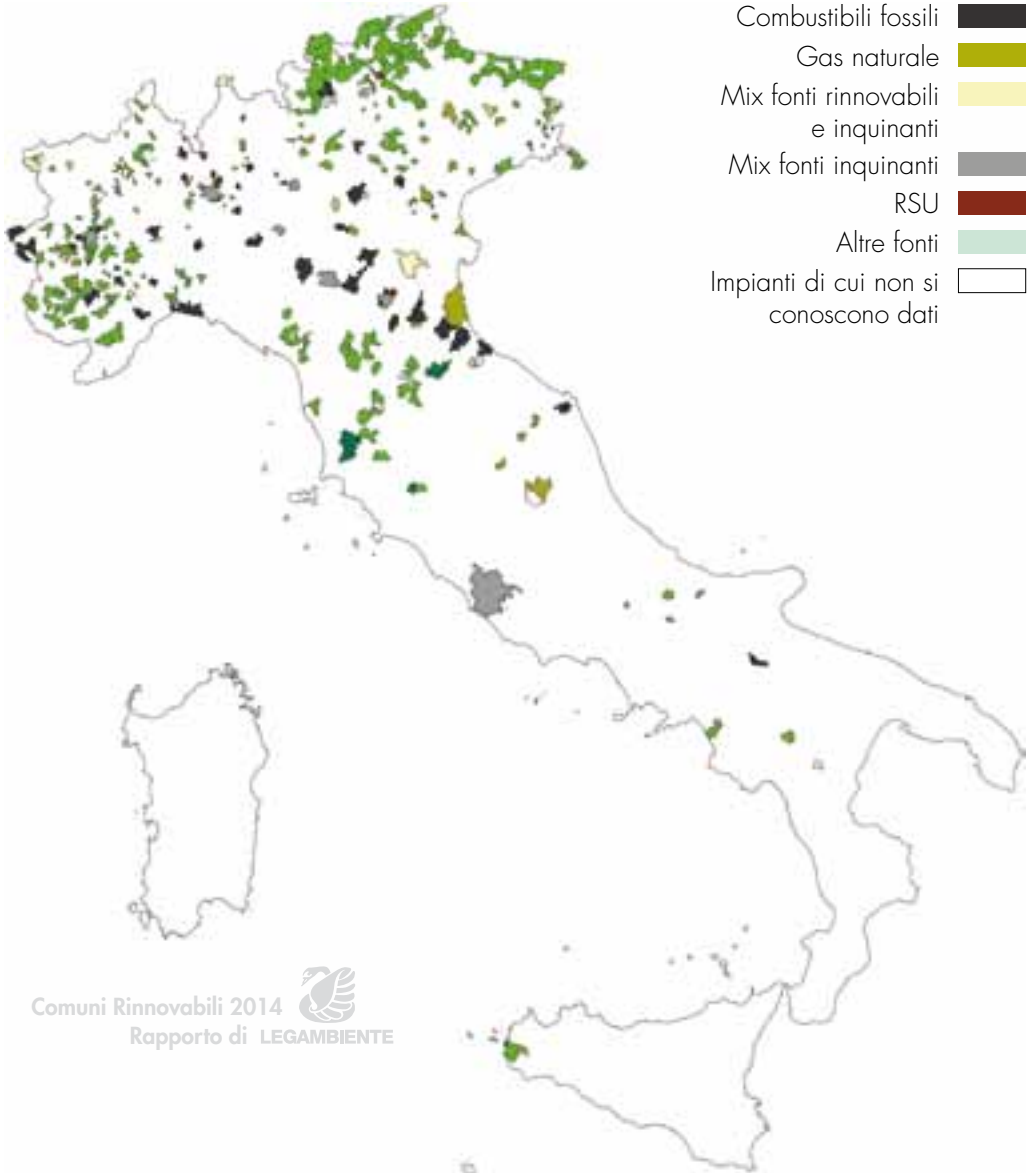 Combustibili fossili
Gas naturale
Mix fonti rinnovabili
e inquinanti
Mix fonti inquinanti
RSU
Altre fonti
Impianti di cui non si
conoscono dati
Comuni Rinnovabili 2014
Rapporto di LEGAMBIENTE